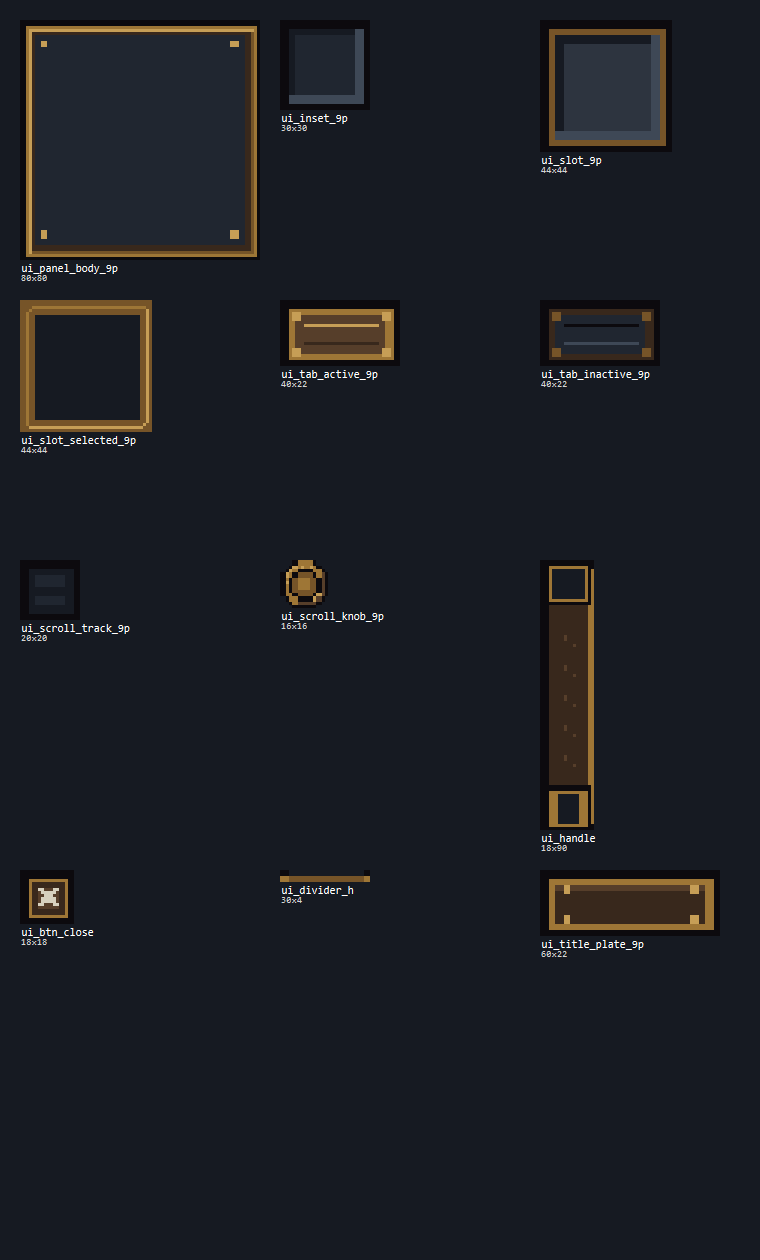 ui_panel_body_9p
80x80
ui_inset_9p
30x30
ui_slot_9p
44x44
ui_slot_selected_9p
44x44
ui_tab_active_9p
40x22
ui_tab_inactive_9p
40x22
ui_scroll_track_9p
20x20
ui_scroll_knob_9p
16x16
ui_handle
18x90
ui_btn_close
18x18
ui_divider_h
30x4
ui_title_plate_9p
60x22